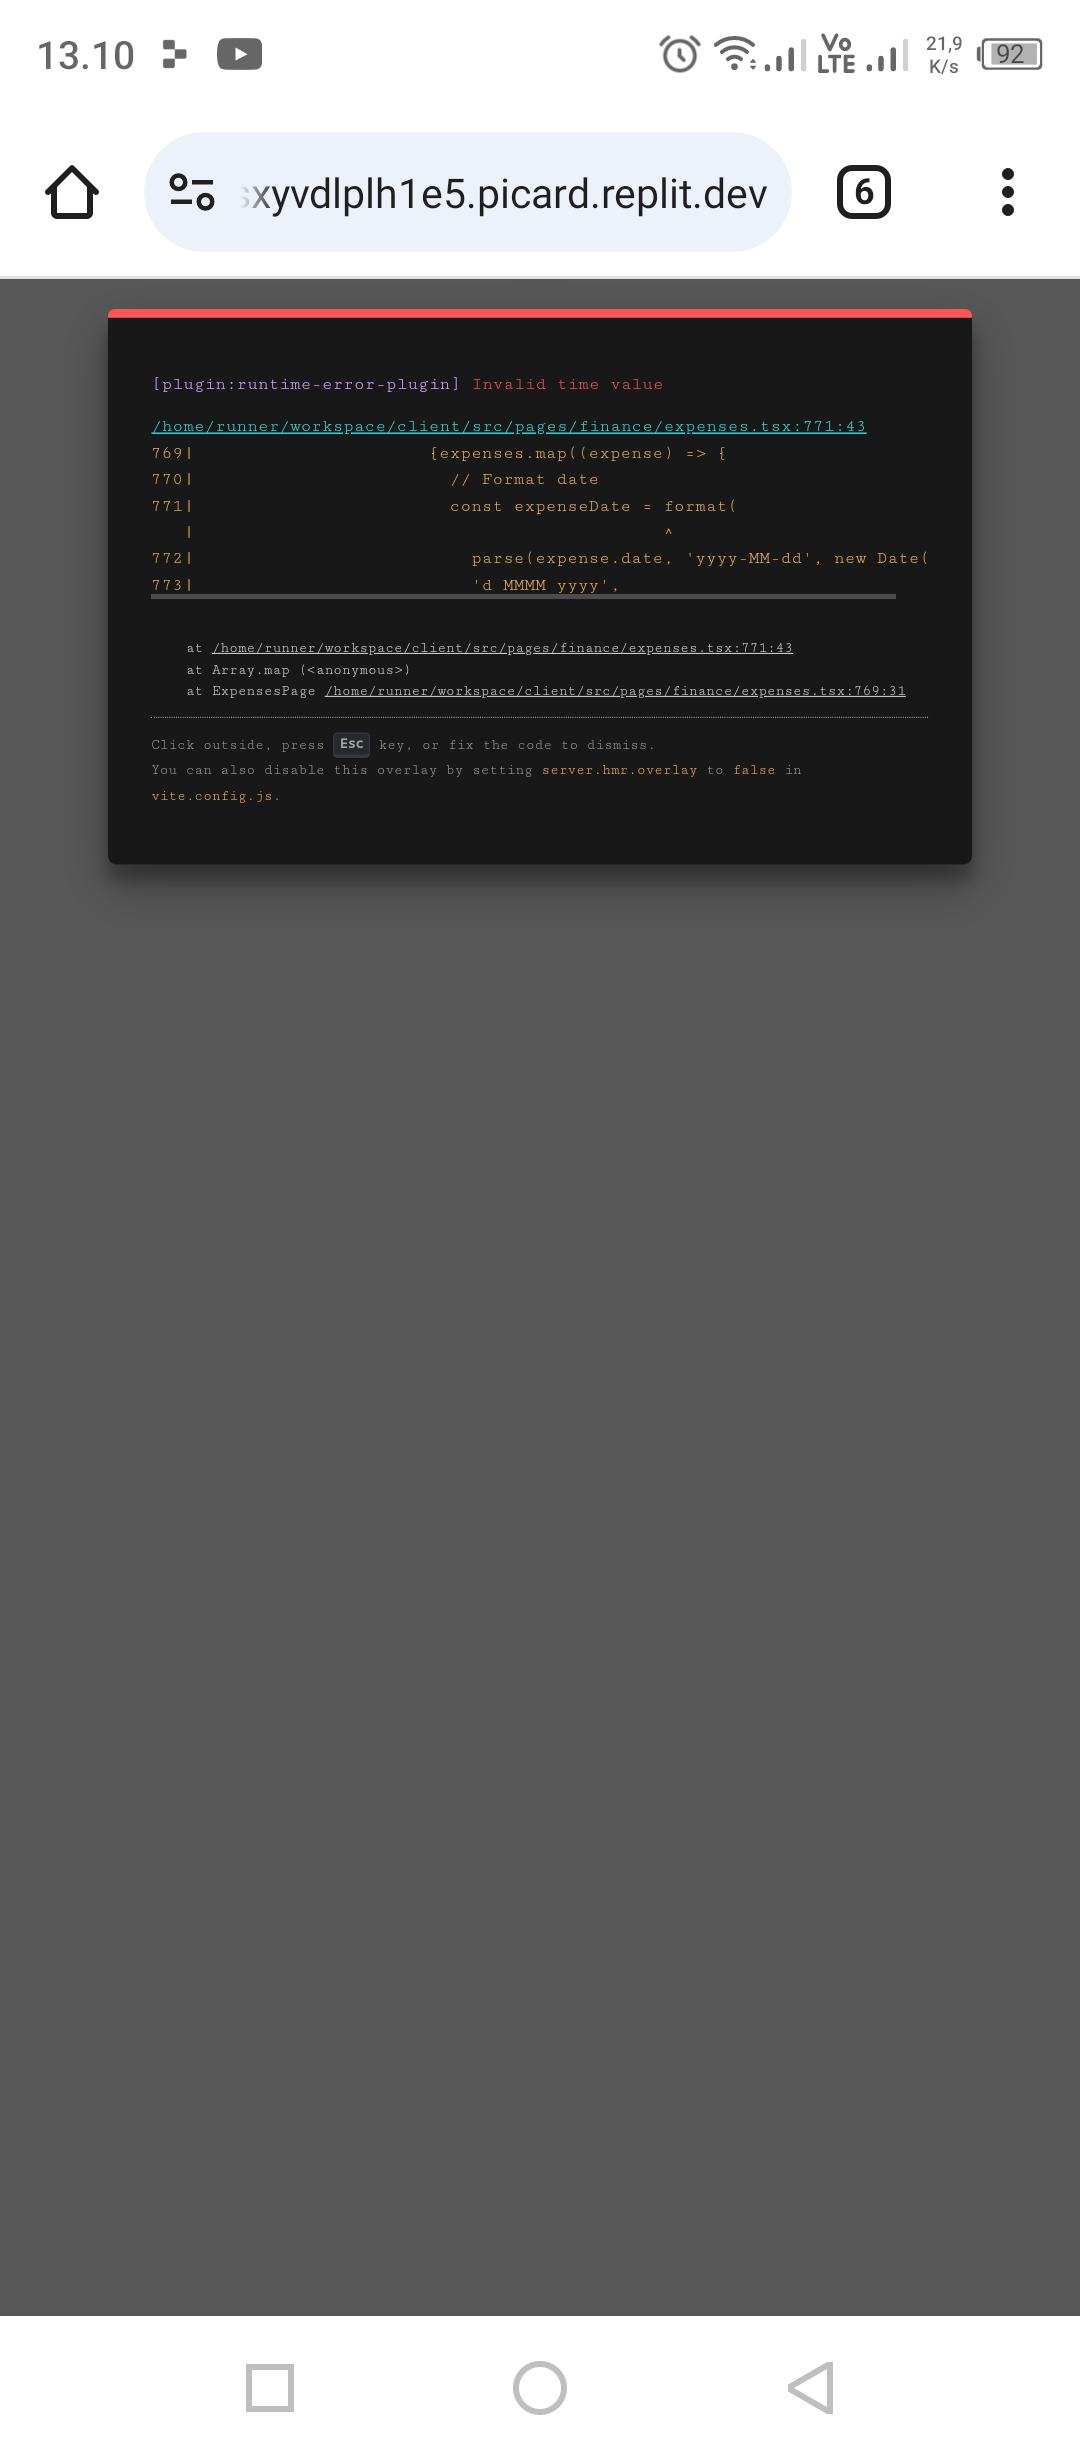 13.10
Vo
LTE
21,9
K/s
92
xyvdlplh1e5.picard.replit.dev
6
[plugin:runtime-error-plugin] Invalid time value
/home/runner/workspace/client/src/pages/finance/expenses.tsx:771:43
769|                      {expenses.map((expense) => {
770|                        // Format date
771|                        const expenseDate = format(
   |                                            ^
772|                          parse(expense.date, 'yyyy-MM-dd', new Date(
773|                          'd MMMM yyyy',
at /home/runner/workspace/client/src/pages/finance/expenses.tsx:771:43
at Array.map (<anonymous>)
at ExpensesPage /home/runner/workspace/client/src/pages/finance/expenses.tsx:769:31
Click outside, press Esc key, or fix the code to dismiss.
You can also disable this overlay by setting server.hmr.overlay to false in
vite.config.js.